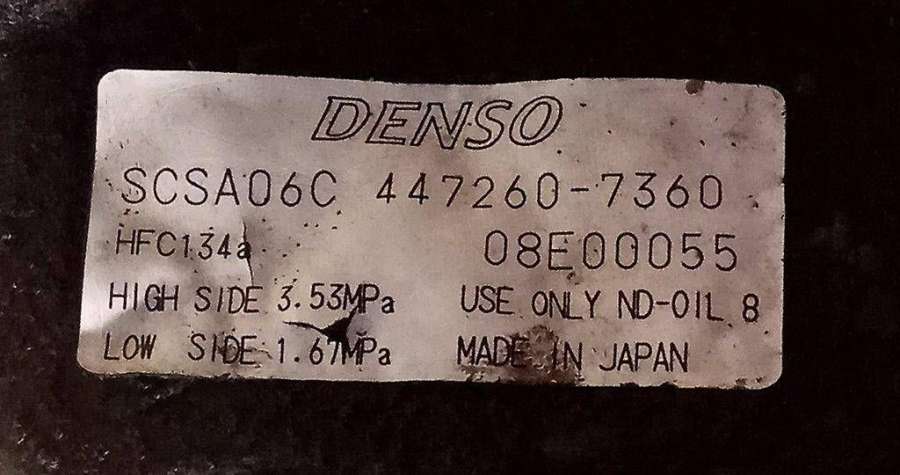 DENSO
SCSA06C 447260-7360
HFC134a 08E00055
HIGH SIDE 3.53MPa USE ONLY ND-OIL 8
LOW SIDE 1.67MPa MADE IN JAPAN